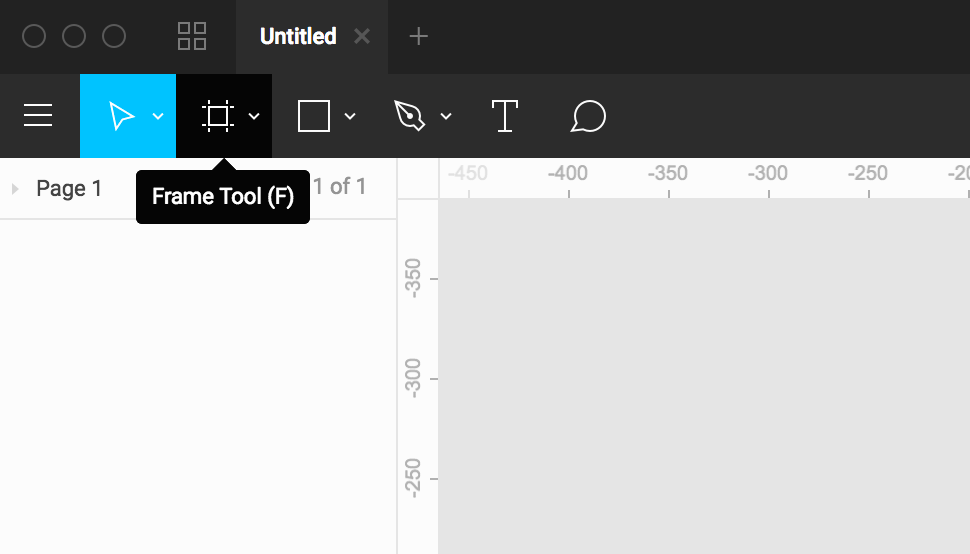 Untitled
Page 1
1 of 1
Frame Tool (F)
-450 -400 -350 -300 -250
-350
-300
-250